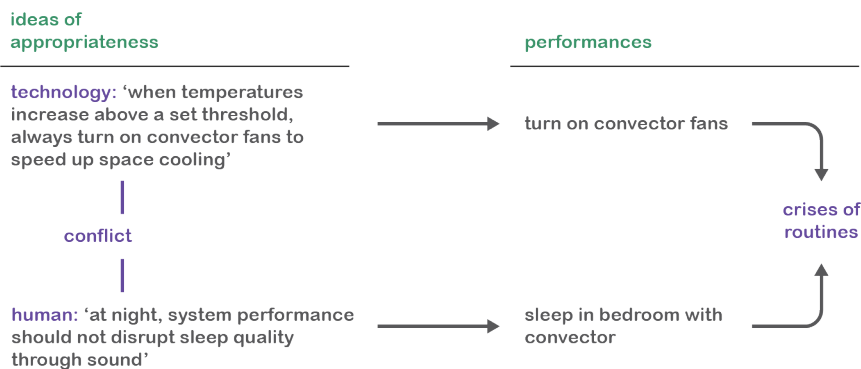 ideas of
appropriateness
performances
technology: ‘when temperatures
increase above a set threshold,
always turn on convector fans to
speed up space cooling’
turn on convector fans
crises of
routines
conflict
human: ‘at night, system performance
should not disrupt sleep quality
through sound’
sleep in bedroom with
convector